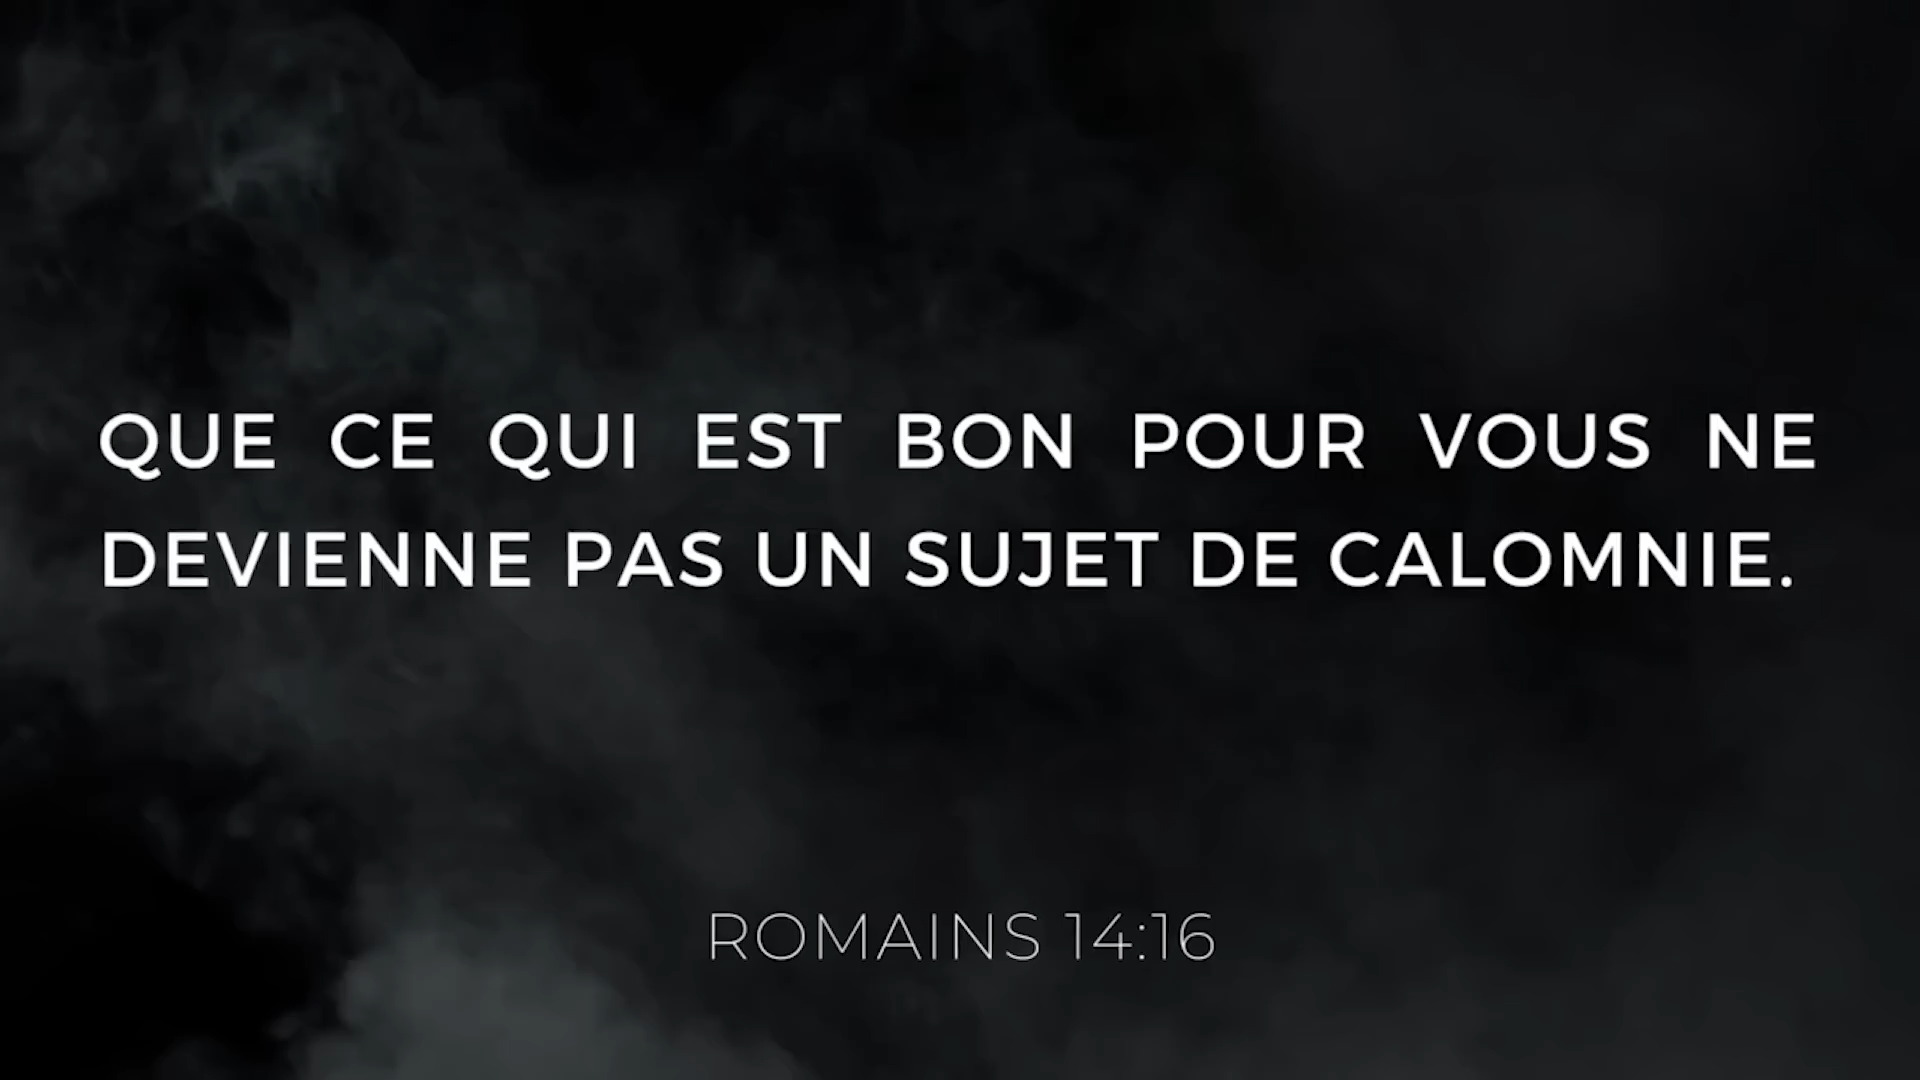 QUE CE QUI EST BON POUR VOUS NE
DEVIENNE PAS UN SUJET DE CALOMNIE.
ROMAINS 14:16